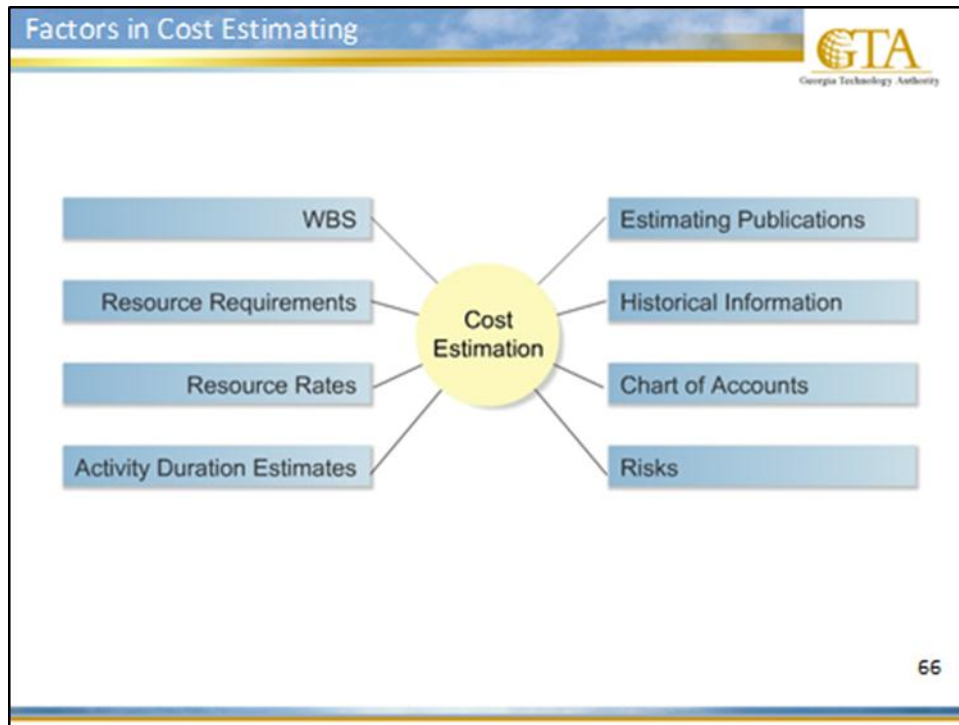 Factors in Cost Estimating
GTA
Georgia Technology Authority
WBS
Resource Requirements
Resource Rates
Activity Duration Estimates
Cost
Estimation
Estimating Publications
Historical Information
Chart of Accounts
Risks
66